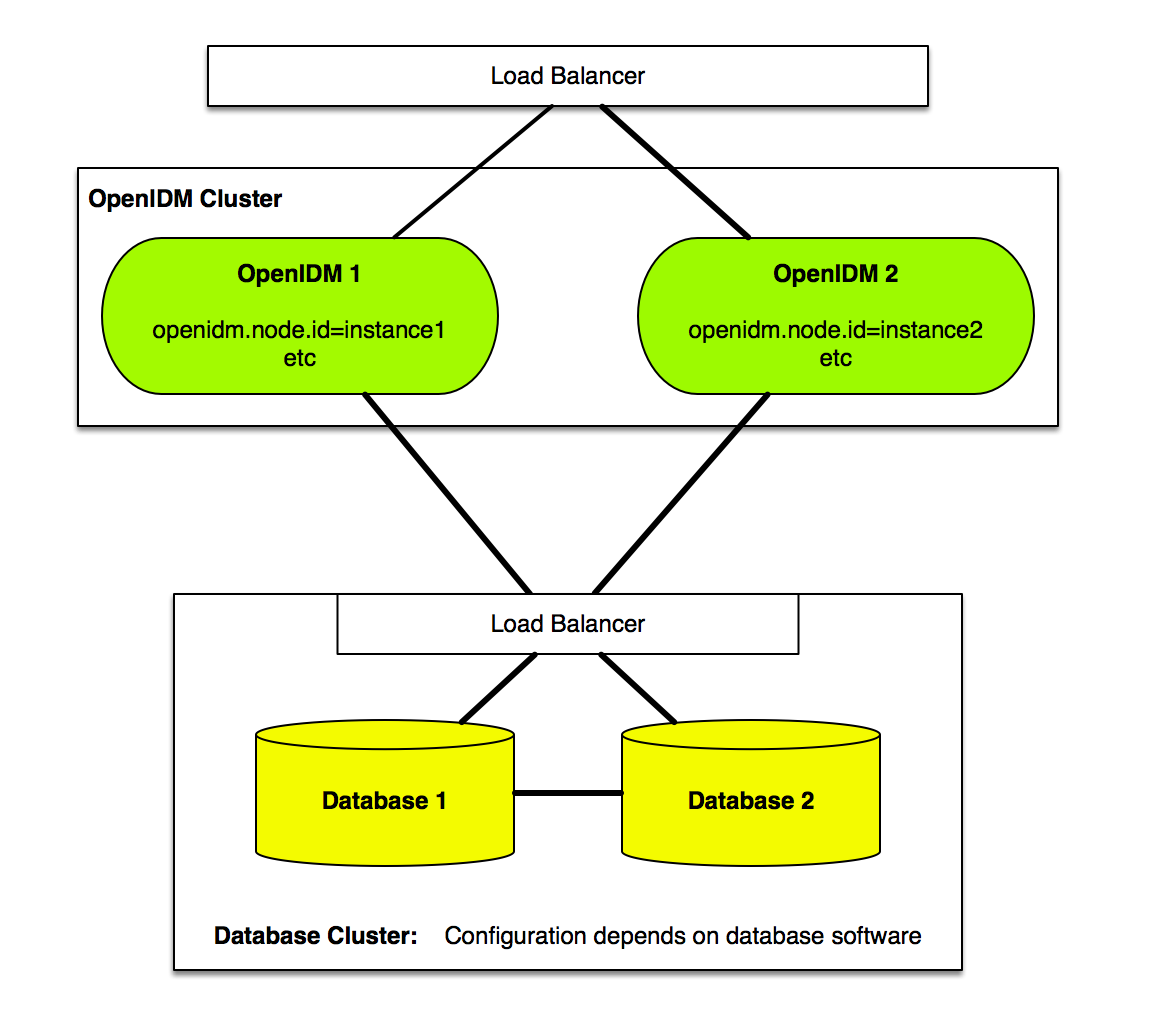 Load Balancer
OpenIDM Cluster
OpenIDM 1
openidm.node.id=instance1
etc
OpenIDM 2
openidm.node.id=instance2
etc
Load Balancer
Database 1
Database 2
Database Cluster: Configuration depends on database software